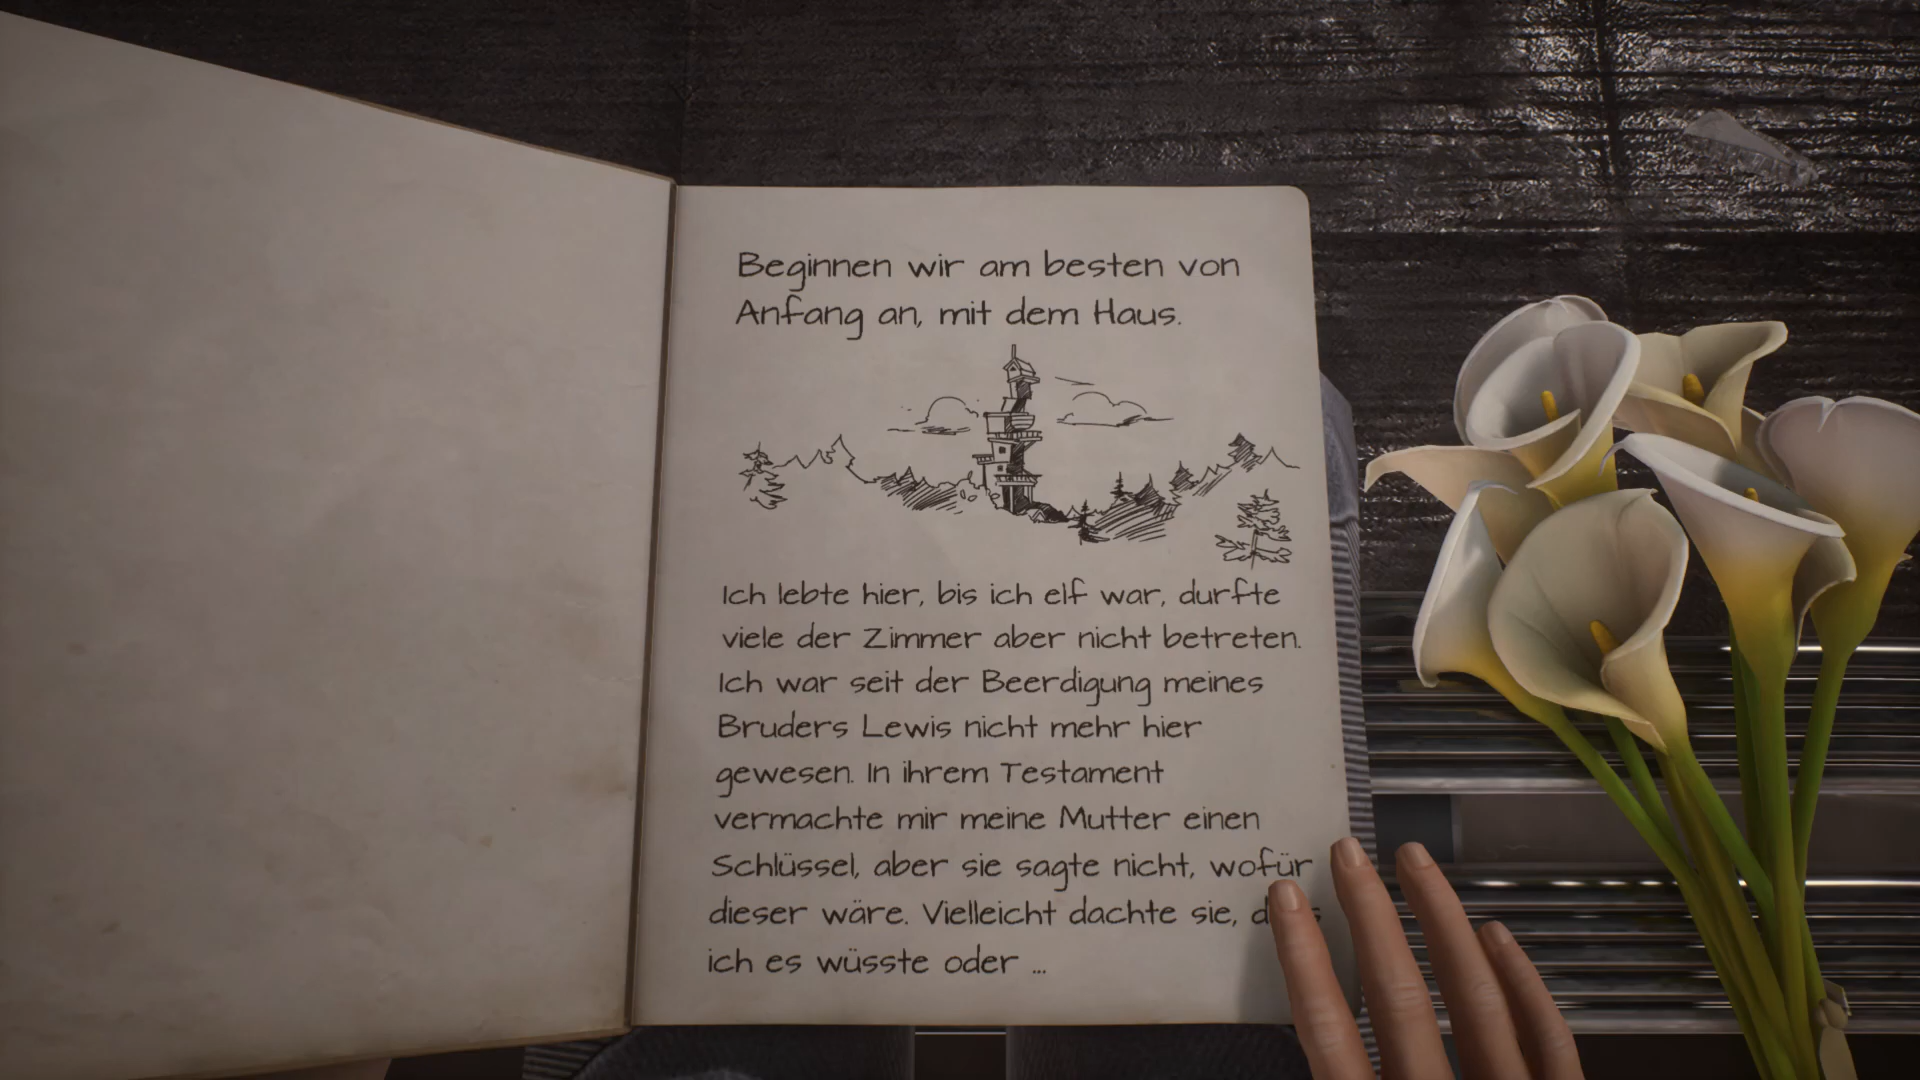 Beginnen wir am besten von
Anfang an, mit dem Haus.
Ich lebte hier, bis ich elf war, durfte
viele der Zimmer aber nicht betreten.
Ich war seit der Beerdigung meines
Bruders Lewis nicht mehr hier
gewesen. In ihrem Testament
vermachte mir meine Mutter einen
Schlüssel, aber sie sagte nicht, wofür
dieser wäre. Vielleicht dachte sie,
ich es wüsste oder ...